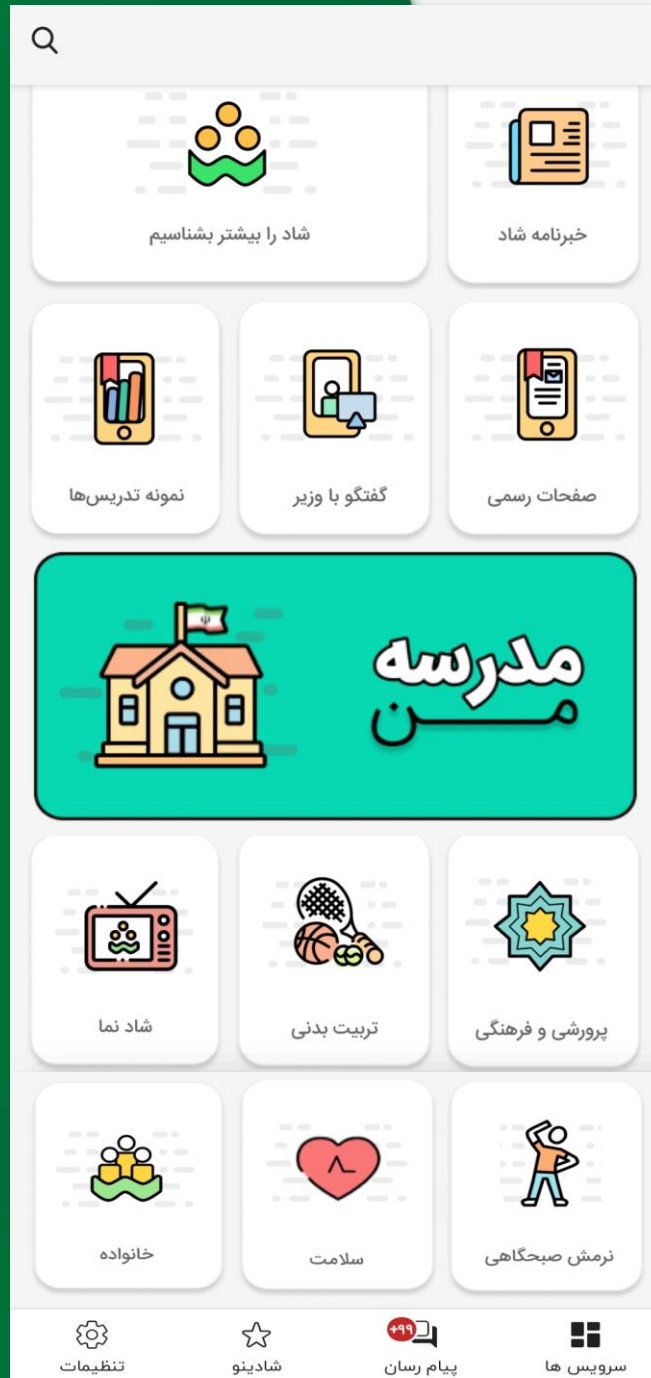 خبرنامه شاد
شاد را بیشتر بشناسیم
صفحات رسمی
گفتگو با وزیر
نمونه تدریس‌ها
مدرسه
من
پرورشی و فرهنگی
تربیت بدنی
شاد نما
نرمش صبحگاهی
سلامت
خانواده
+۹۹
سرویس ها
پیام رسان
شادینو
تنظیمات